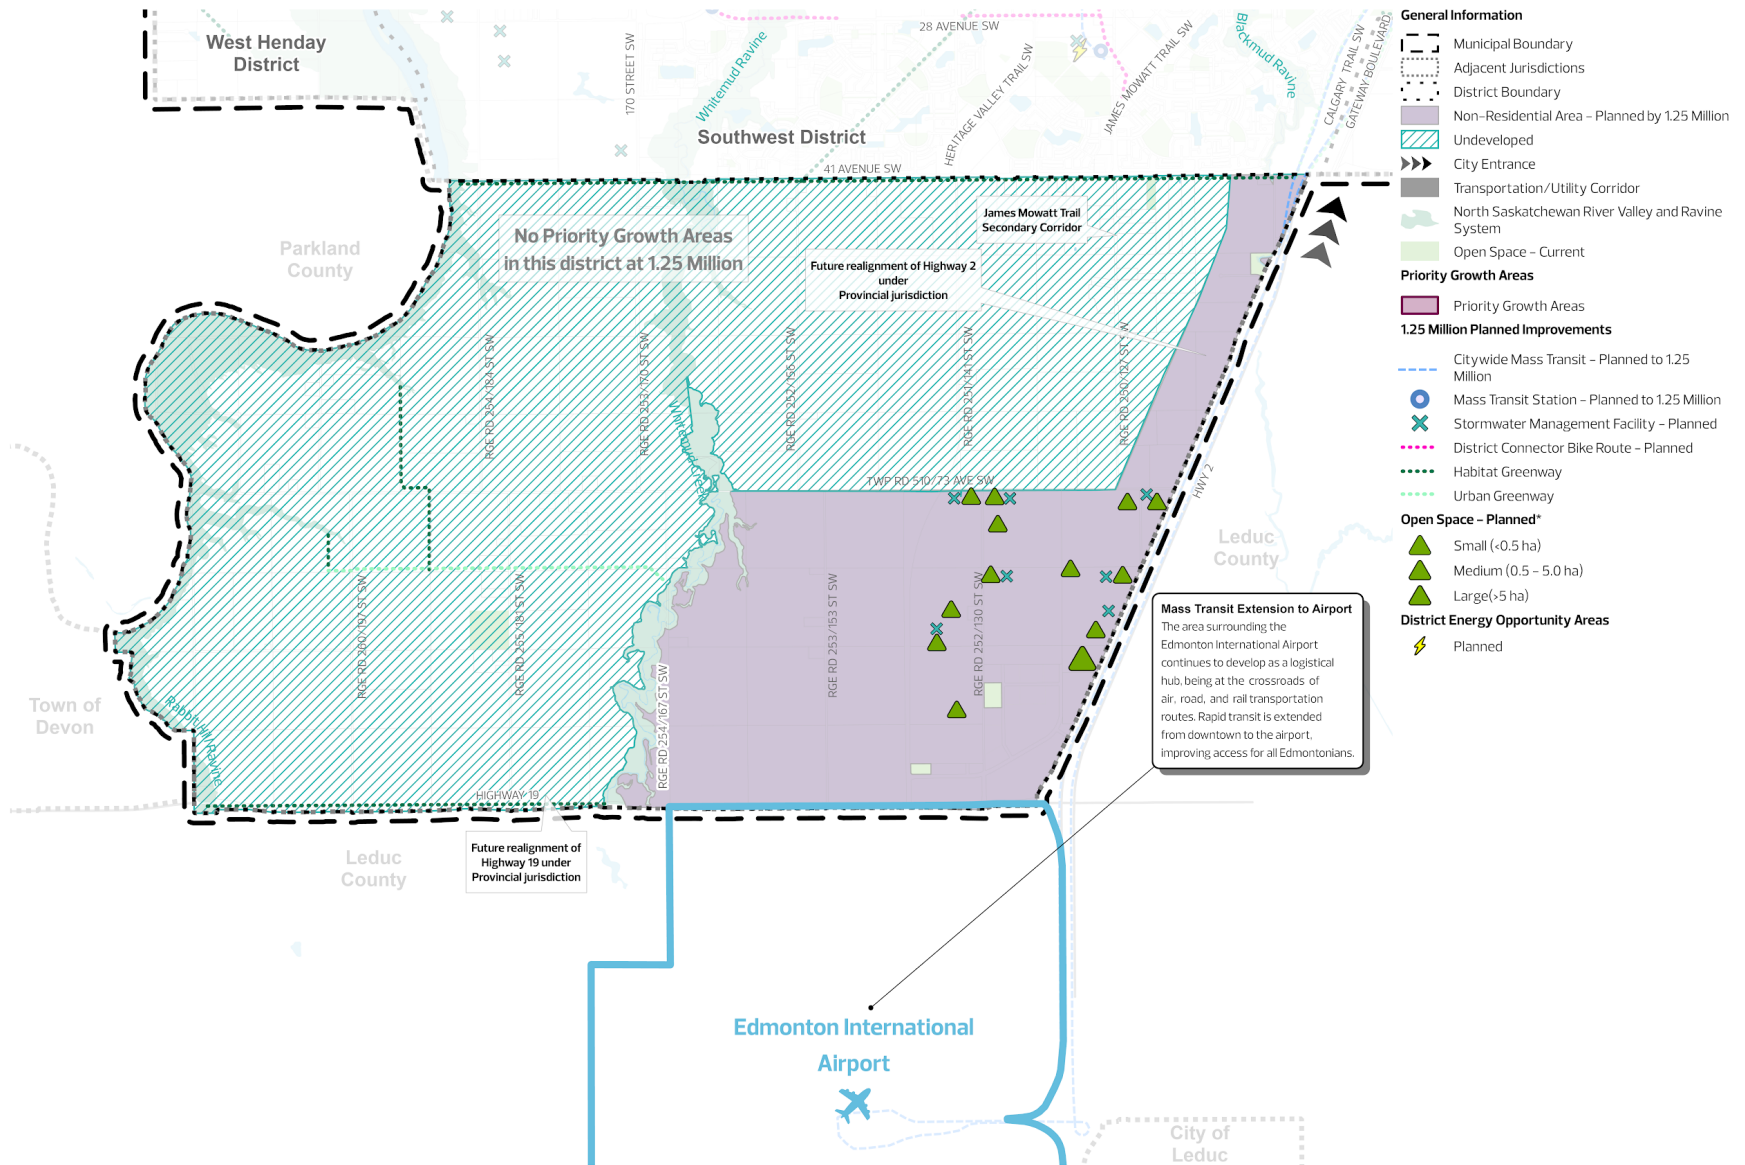 West Henday
District
170 STREET SW
Whitemud Ravine
28 AVENUE SW
HERITAGE VALLEY TRAIL SW
JAMES MOWATT TRAIL SW
Blackmud Ravine
CALGARY TRAIL SW
GATEWAY BOULEVARD
Southwest District
41 AVENUE SW
Parkland
County
No Priority Growth Areas
in this district at 1.25 Million
James Mowatt Trail
Secondary Corridor
Future realignment of Highway 2
under
Provincial jurisdiction
RGE RD 254/184 ST SW
RGE RD 253/170 ST SW
RGE RD 252/156 ST SW
RGE RD 251/141 ST SW
RGE RD 250/127 ST SW
Whitemud Creek
TWP RD 510/73 AVE SW
HWY 2
Leduc
County
RGE RD 260/197 ST SW
RGE RD 255/181 ST SW
RGE RD 254/167 ST SW
RGE RD 253/153 ST SW
RGE RD 252/130 ST SW
Mass Transit Extension to Airport
The area surrounding the
Edmonton International Airport
continues to develop as a logistical
hub, being at the crossroads of
air, road, and rail transportation
routes. Rapid transit is extended
from downtown to the airport,
improving access for all Edmontonians.
Town of
Devon
Rabbit Hill Ravine
HIGHWAY 19
Future realignment of
Highway 19 under
Provincial jurisdiction
Leduc
County
Edmonton International
Airport
City of
Leduc
General Information
Municipal Boundary
Adjacent Jurisdictions
District Boundary
Non-Residential Area - Planned by 1.25 Million
Undeveloped
City Entrance
Transportation/Utility Corridor
North Saskatchewan River Valley and Ravine
System
Open Space - Current
Priority Growth Areas
Priority Growth Areas
1.25 Million Planned Improvements
Citywide Mass Transit - Planned to 1.25
Million
Mass Transit Station - Planned to 1.25 Million
Stormwater Management Facility - Planned
District Connector Bike Route - Planned
Habitat Greenway
Urban Greenway
Open Space - Planned*
Small (<0.5 ha)
Medium (0.5 - 5.0 ha)
Large(>5 ha)
District Energy Opportunity Areas
Planned